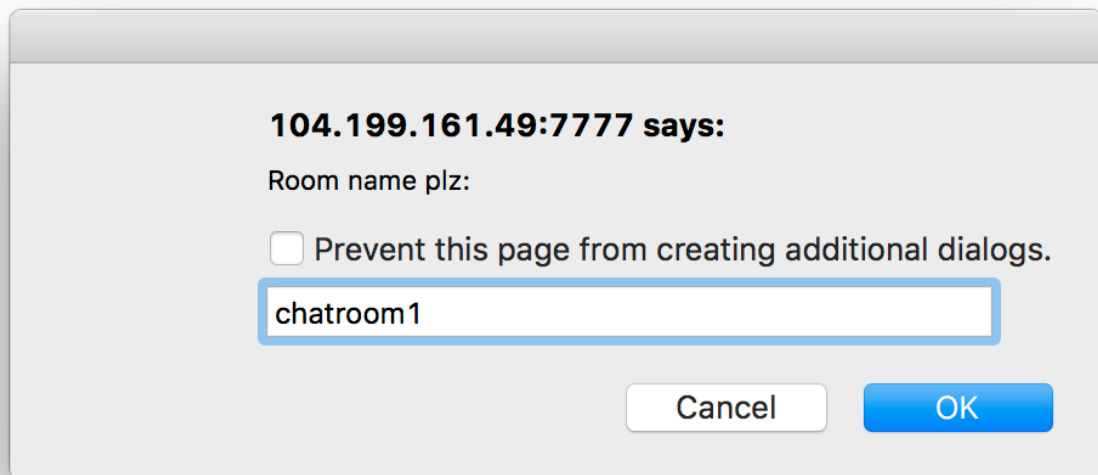 104.199.161.49:7777 says:
Room name plz:
Prevent this page from creating additional dialogs.
chatroom1
Cancel OK